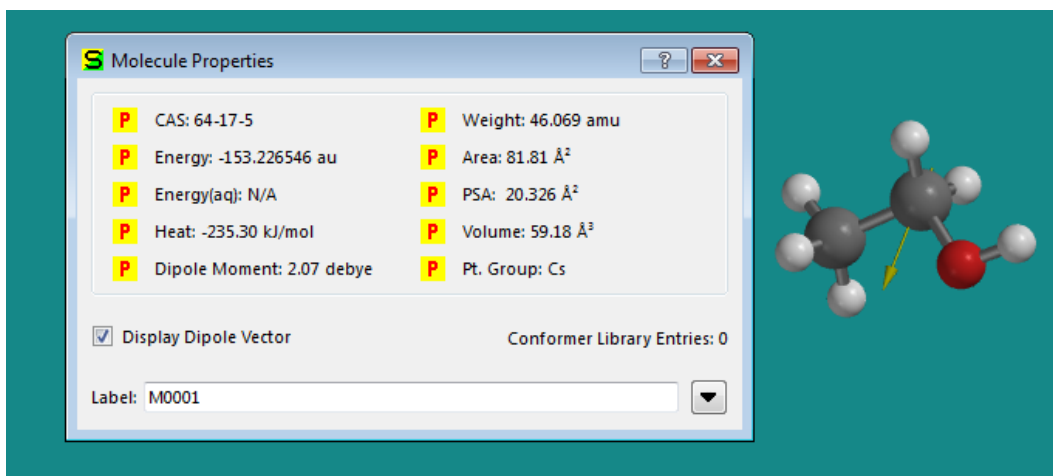 S Molecule Properties
?
P CAS: 64-17-5
P Weight: 46.069 amu
P Energy: -153.226546 au
P Area: 81.81 Å²
P Energy(aq): N/A
P PSA: 20.326 Å²
P Heat: -235.30 kJ/mol
P Volume: 59.18 Å³
P Dipole Moment: 2.07 debye
P Pt. Group: Cs
Display Dipole Vector
Conformer Library Entries: 0
Label: M0001